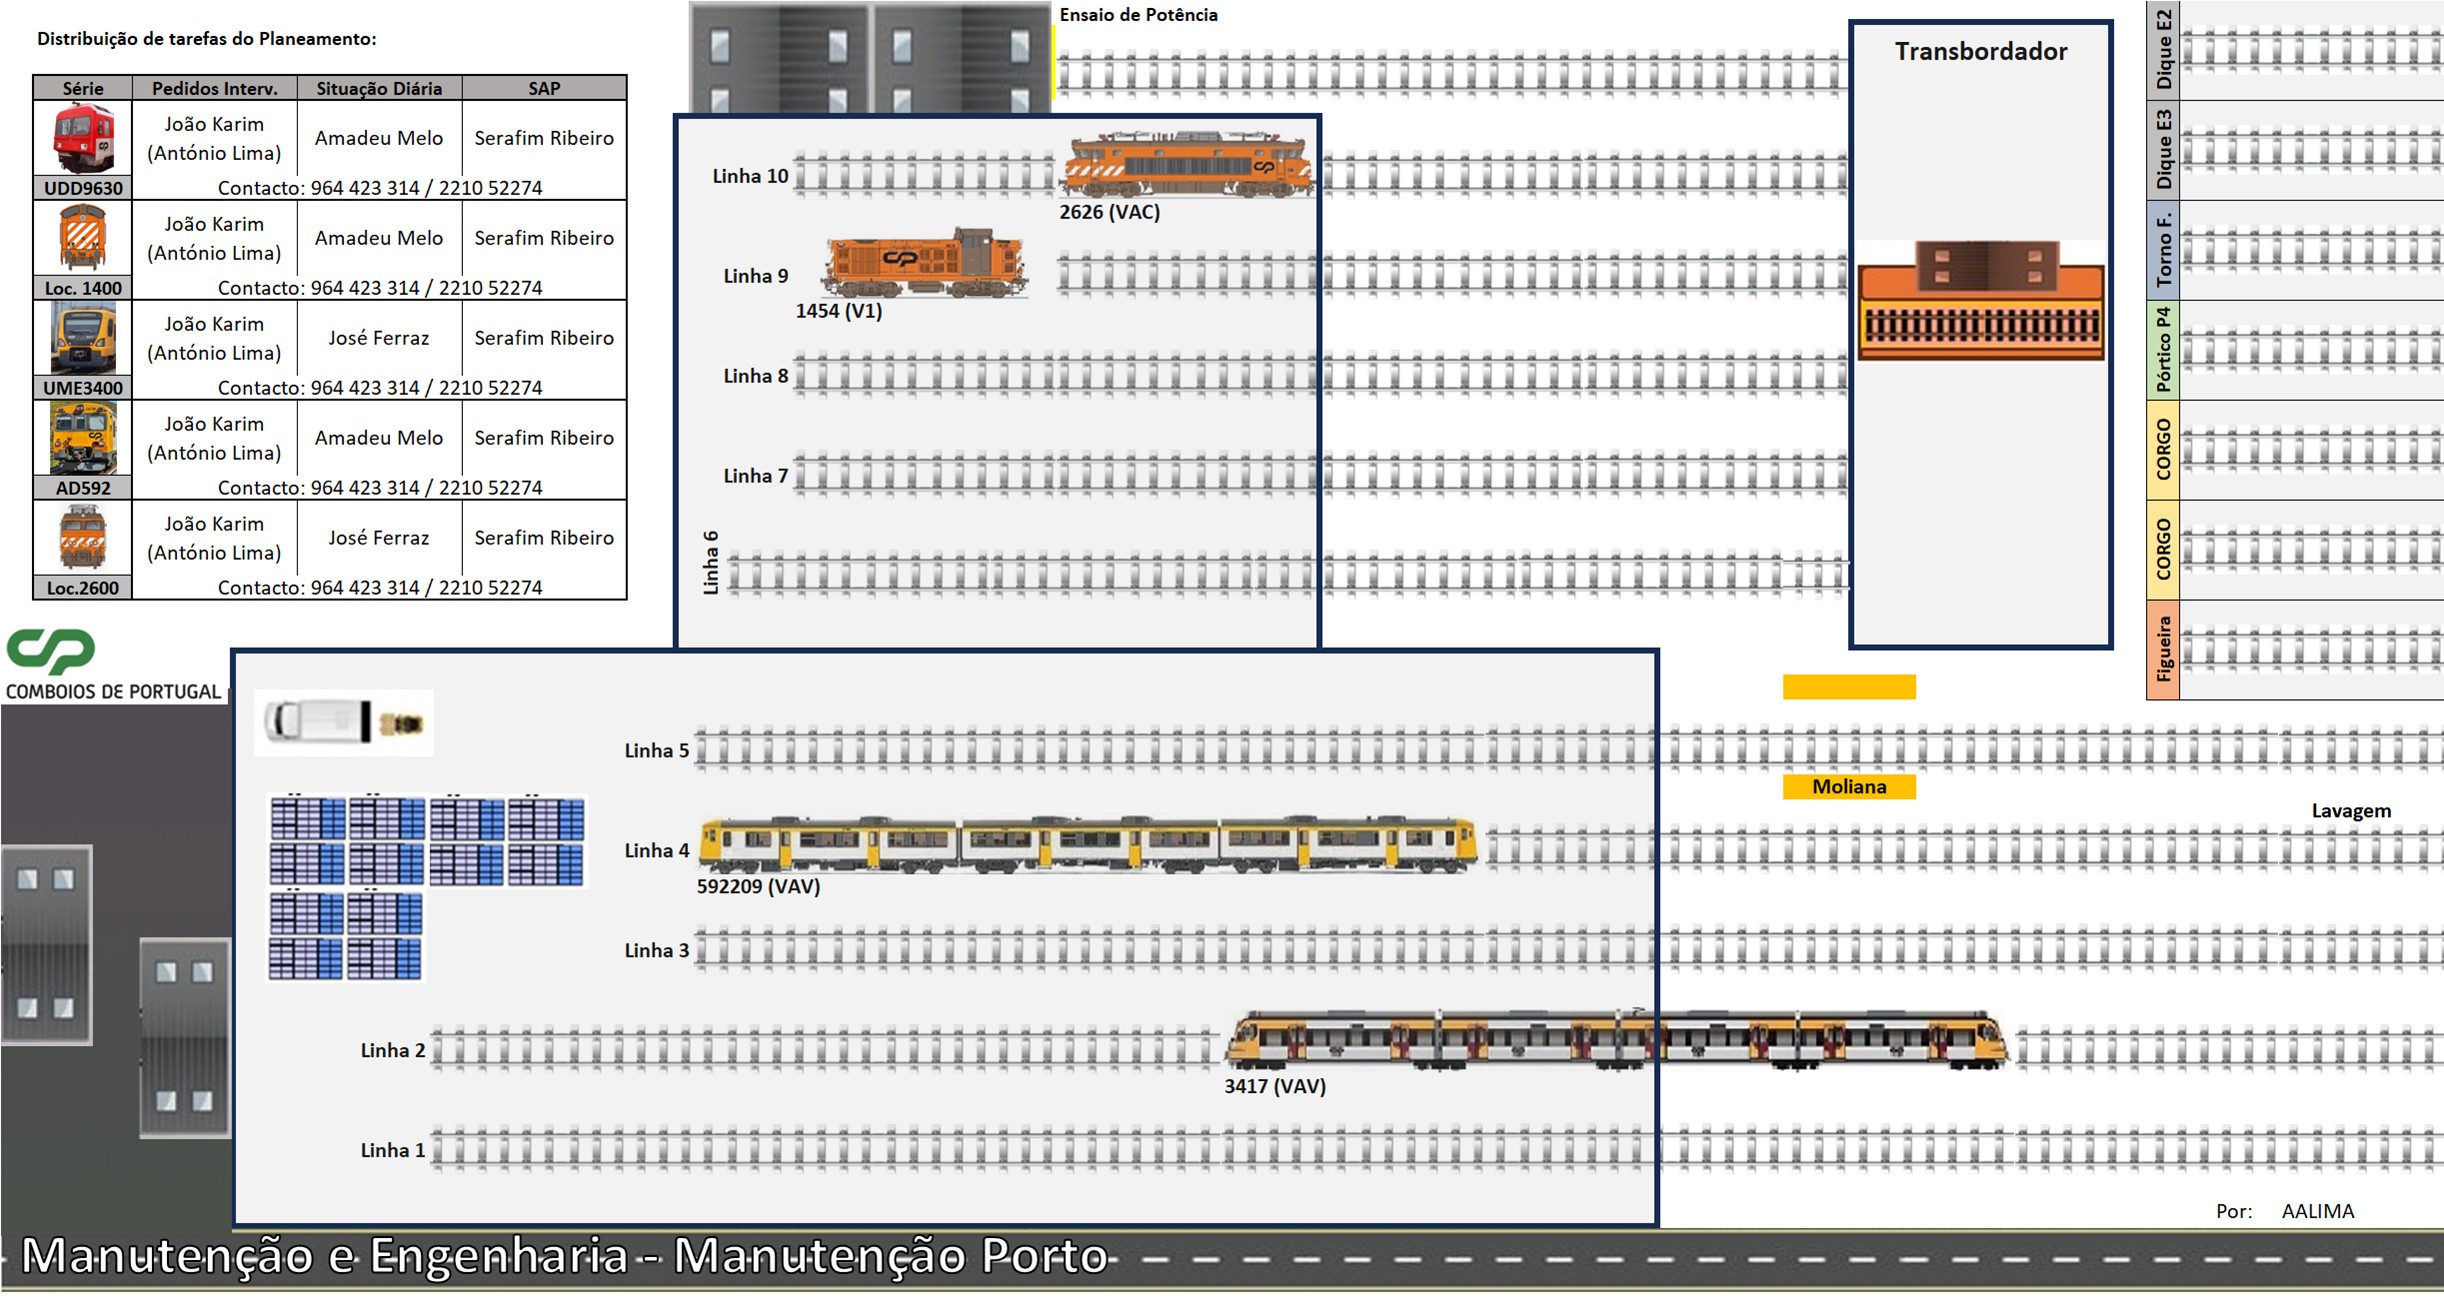 Distribuição de tarefas do Planeamento:
Série Pedidos Interv. Situação Diária SAP
João Karim
(António Lima)
Amadeu Melo
Serafim Ribeiro
UDD9630
Contacto: 964 423 314 / 2210 52274
João Karim
(António Lima)
Amadeu Melo
Serafim Ribeiro
Loc. 1400
Contacto: 964 423 314 / 2210 52274
João Karim
(António Lima)
José Ferraz
Serafim Ribeiro
UME3400
Contacto: 964 423 314 / 2210 52274
João Karim
(António Lima)
Amadeu Melo
Serafim Ribeiro
AD592
Contacto: 964 423 314 / 2210 52274
João Karim
(António Lima)
José Ferraz
Serafim Ribeiro
Loc.2600
Contacto: 964 423 314 / 2210 52274
CP
COMBOIOS DE PORTUGAL
Ensaio de Potência
Linha 10
2626 (VAC)
Linha 9
1454 (V1)
Linha 8
Linha 7
Linha 6
Transbordador
Dique E2
Dique E3
Torno F.
Pórtico P4
CORGO
CORGO
Figueira
Linha 5
Moliana
Lavagem
Linha 4
592209 (VAV)
Linha 3
Linha 2
3417 (VAV)
Linha 1
Por: AALIMA
Manutenção e Engenharia - Manutenção Porto